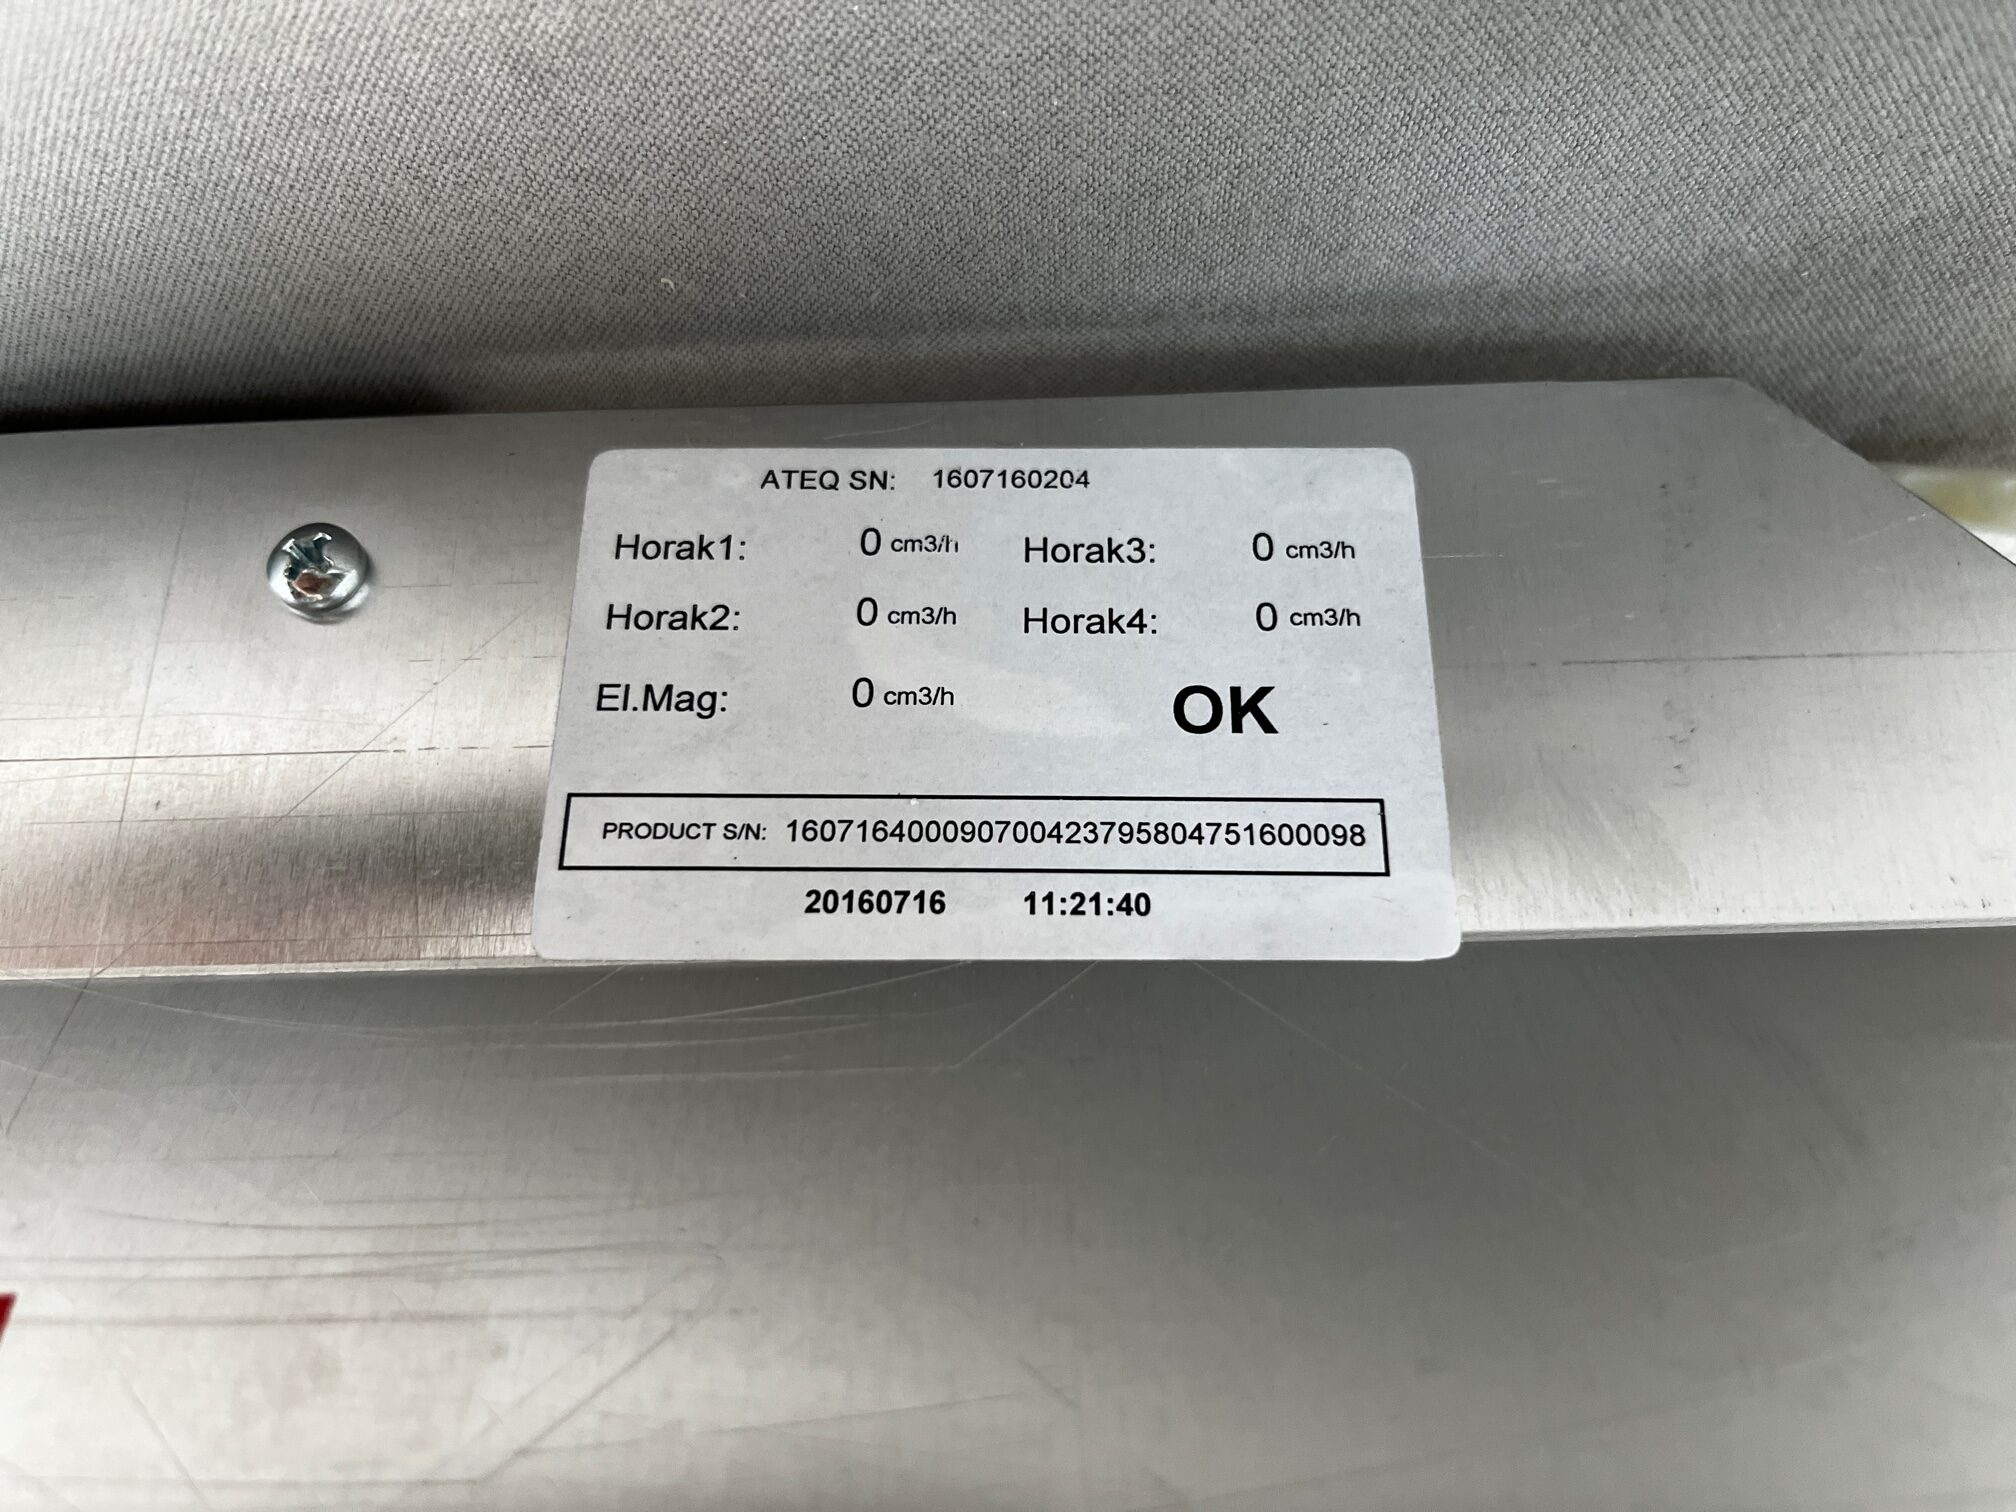 ATEQ SN: 1607160204
Horak1: 0 cm3/h Horak3: 0 cm3/h
Horak2: 0 cm3/h Horak4: 0 cm3/h
El.Mag: 0 cm3/h OK
PRODUCT S/N: 160716400090700423795804751600098
20160716 11:21:40